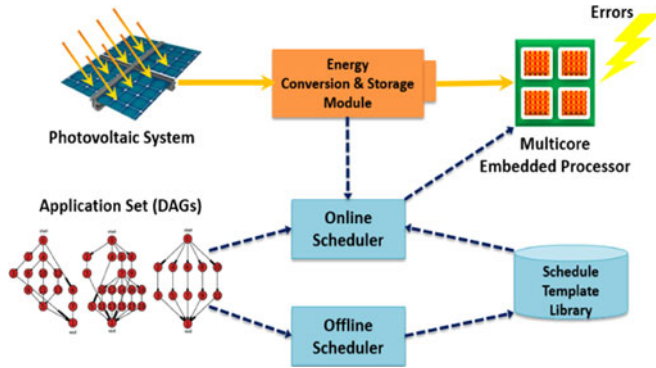 Errors
Energy
Conversion & Storage
Module
Photovoltaic System
Multicore
Embedded Processor
Application Set (DAGs)
Online
Scheduler
Schedule
Template
Library
Offline
Scheduler